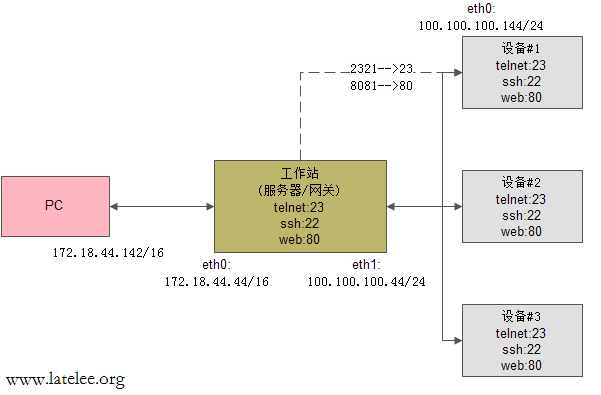 eth0:
100.100.100.144/24
设备#1
telnet:23
ssh:22
web:80
2321-->23
8081-->80
工作站
(服务器/网关)
telnet:23
ssh:22
web:80
PC
172.18.44.142/16
eth0:
172.18.44.44/16
eth1:
100.100.100.44/24
设备#2
telnet:23
ssh:22
web:80
设备#3
telnet:23
ssh:22
web:80
www.latelee.org